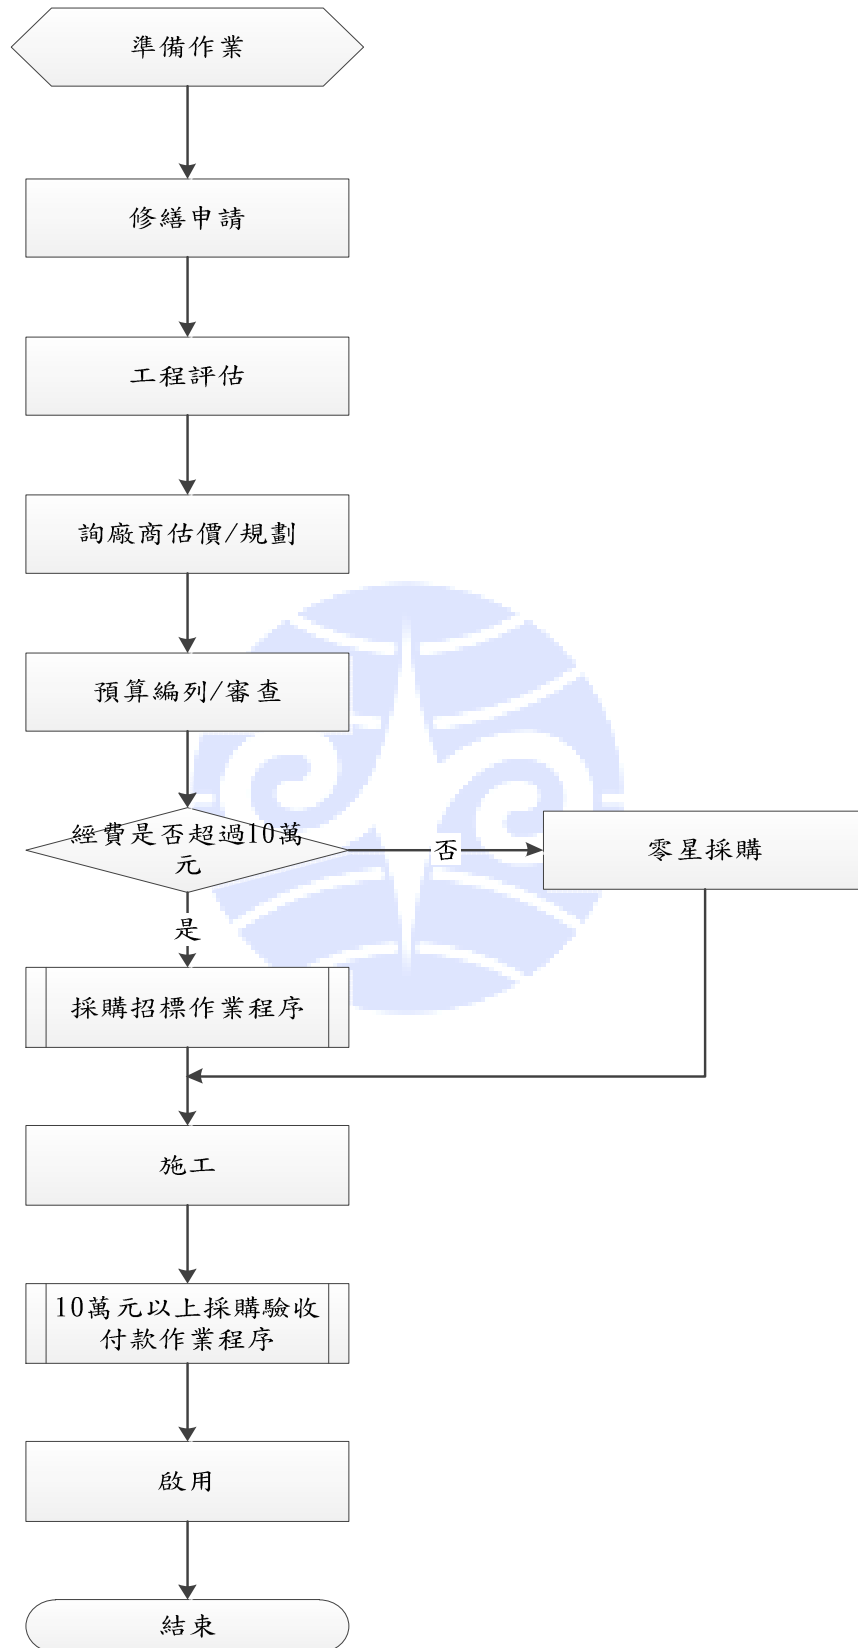 準備作業
修繕申請
工程評估
詢廠商估價/規劃
預算編列/審查
經費是否超過10萬
元
否
零星採購
是
採購招標作業程序
施工
10萬元以上採購驗收
付款作業程序
啟用
結束